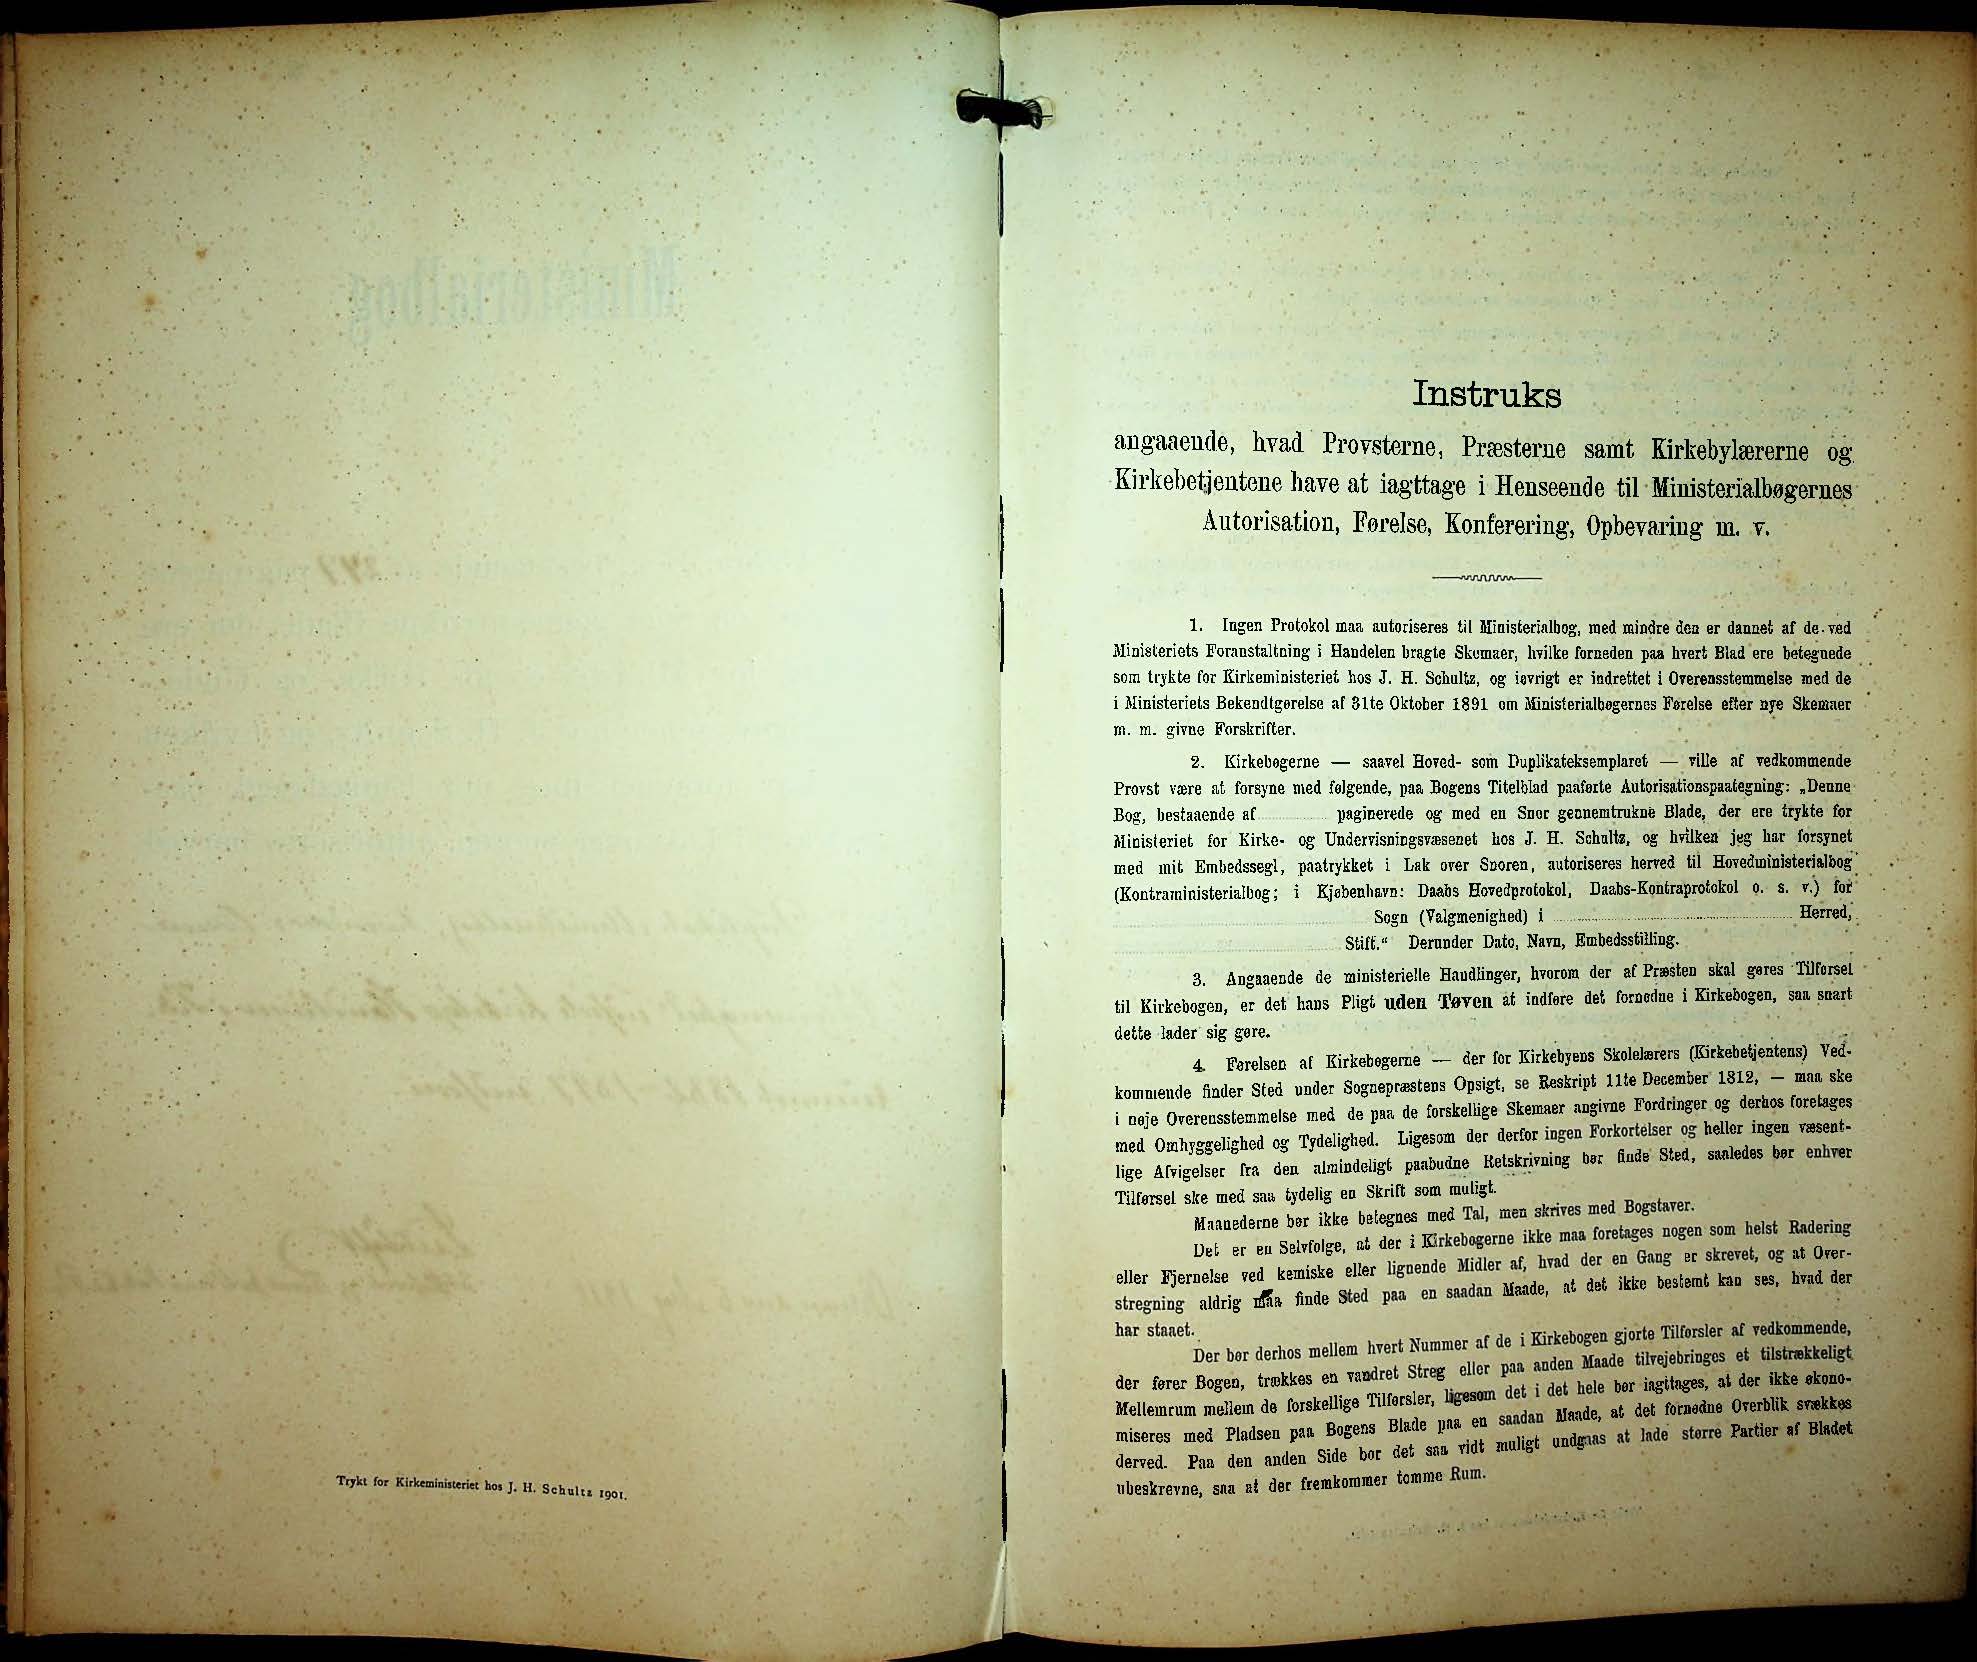 Trykt for Kirkeministeriet hos J. H. Schultz 1901.
Instruks
angaaende, hvad Provsterne, Præsterne samt Kirkebylærerne og
Kirkebetjentene have at iagttage i Henseende til Ministerialbøgernes
Autorisation, Førelse, Konferering, Opbevaring m. v.
1. Ingen Protokol maa autoriseres til Ministerialbog, med mindre den er dannet af de ved
Ministeriets Foranstaltning i Handelen bragte Skemaer, hvilke forneden paa hvert Blad ere betegnede
som trykte for Kirkeministeriet hos J. H. Schultz, og iøvrigt er indrettet i Overensstemmelse med de
i Ministeriets Bekendtgørelse af 31te Oktober 1891 om Ministerialbøgernes Førelse efter nye Skemaer
m. m. givne Forskrifter.
2. Kirkebøgerne — saavel Hoved- som Duplikateksemplaret — ville af vedkommende
Provst være at forsyne med følgende, paa Bogens Titelblad paaførte Autorisationspaategning: „Denne
Bog, bestaaende af paginerede og med en Snor gennemtrukne Blade, der ere trykte for
Ministeriet for Kirke- og Undervisningsvæsenet hos J. H. Schultz, og hvilken jeg har forsynet
med mit Embedssegl, paatrykket i Lak over Snoren, autoriseres herved til Hovedministerialbog
(Kontraministerialbog; i Kjøbenhavn: Daabs Hovedprotokol, Daabs-Kontraprotokol o. s. v.) for
Sogn (Valgmenighed) i Herred,
Stift.“ Derunder Dato, Navn, Embedsstilling.
3. Angaaende de ministerielle Handlinger, hvorom der af Præsten skal gøres Tilførsel
til Kirkebogen, er det hans Pligt uden Tøven at indføre det fornødne i Kirkebogen, saa snart
dette lader sig gøre.
4. Førelsen af Kirkebøgerne — der for Kirkebyens Skolelærers (Kirkebetjentens) Ved-
kommende finder Sted under Sognepræstens Opsigt, se Reskript 11te December 1812, — maa ske
i nøje Overensstemmelse med de paa de forskellige Skemaer angivne Fordringer og derhos foretages
med Omhyggelighed og Tydelighed. Ligesom der derfor ingen Forkortelser og heller ingen væsent-
lige Afvigelser fra den almindeligt paabudne Retskrivning bør finde Sted, saaledes bør enhver
Tilførsel ske med saa tydelig en Skrift som muligt.
Maanederne bør ikke betegnes med Tal, men skrives med Bogstaver.
Det er en Selvfølge, at der i Kirkebøgerne ikke maa foretages nogen som helst Radering
eller Fjernelse ved kemiske eller lignende Midler af, hvad der en Gang er skrevet, og at Over-
stregning aldrig maa finde Sted paa en saadan Maade, at det ikke bestemt kan ses, hvad der
har staaet.
Der bør derhos mellem hvert Nummer af de i Kirkebogen gjorte Tilførsler af vedkommende,
der fører Bogen, trækkes en vandret Streg eller paa anden Maade tilvejebringes et tilstrækkeligt
Mellemrum mellem de forskellige Tilførsler, ligesom det i det hele bør iagttages, at der ikke økono-
miseres med Pladsen paa Bogens Blade paa en saadan Maade, at det fornødne Overblik svækkes
derved. Paa den anden Side bør det saa vidt muligt undgaas at lade større Partier af Bladet
ubeskrevne, saa at der fremkommer tomme Rum.